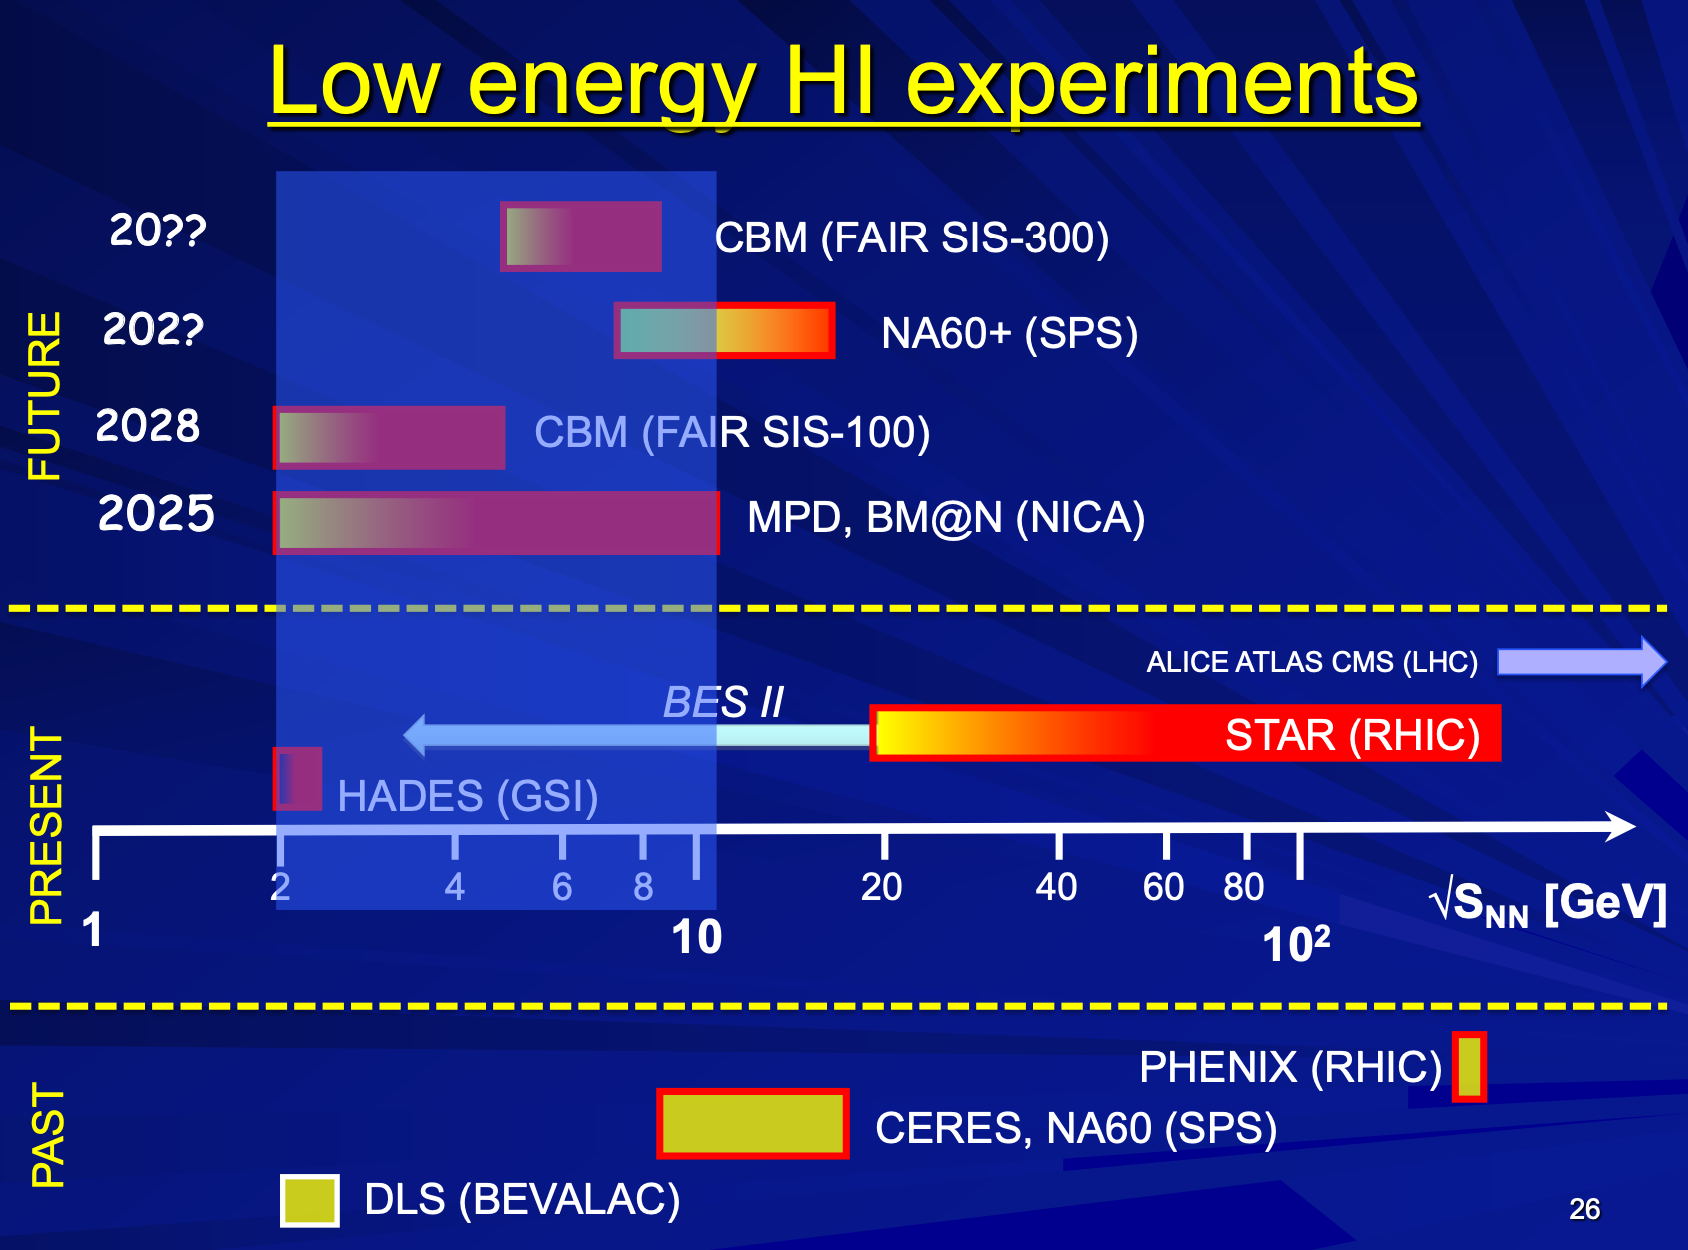 Low energy HI experiments
20?? CBM (FAIR SIS-300)
202? NA60+ (SPS)
FUTURE
2028 CBM (FAIR SIS-100)
2025 MPD, BM@N (NICA)
ALICE ATLAS CMS (LHC)
BES II
STAR (RHIC)
PRESENT
HADES (GSI)
2 4 6 8 20 40 60 80
1 10 10² √S_NN [GeV]
PHENIX (RHIC)
PAST
CERES, NA60 (SPS)
DLS (BEVALAC)
26